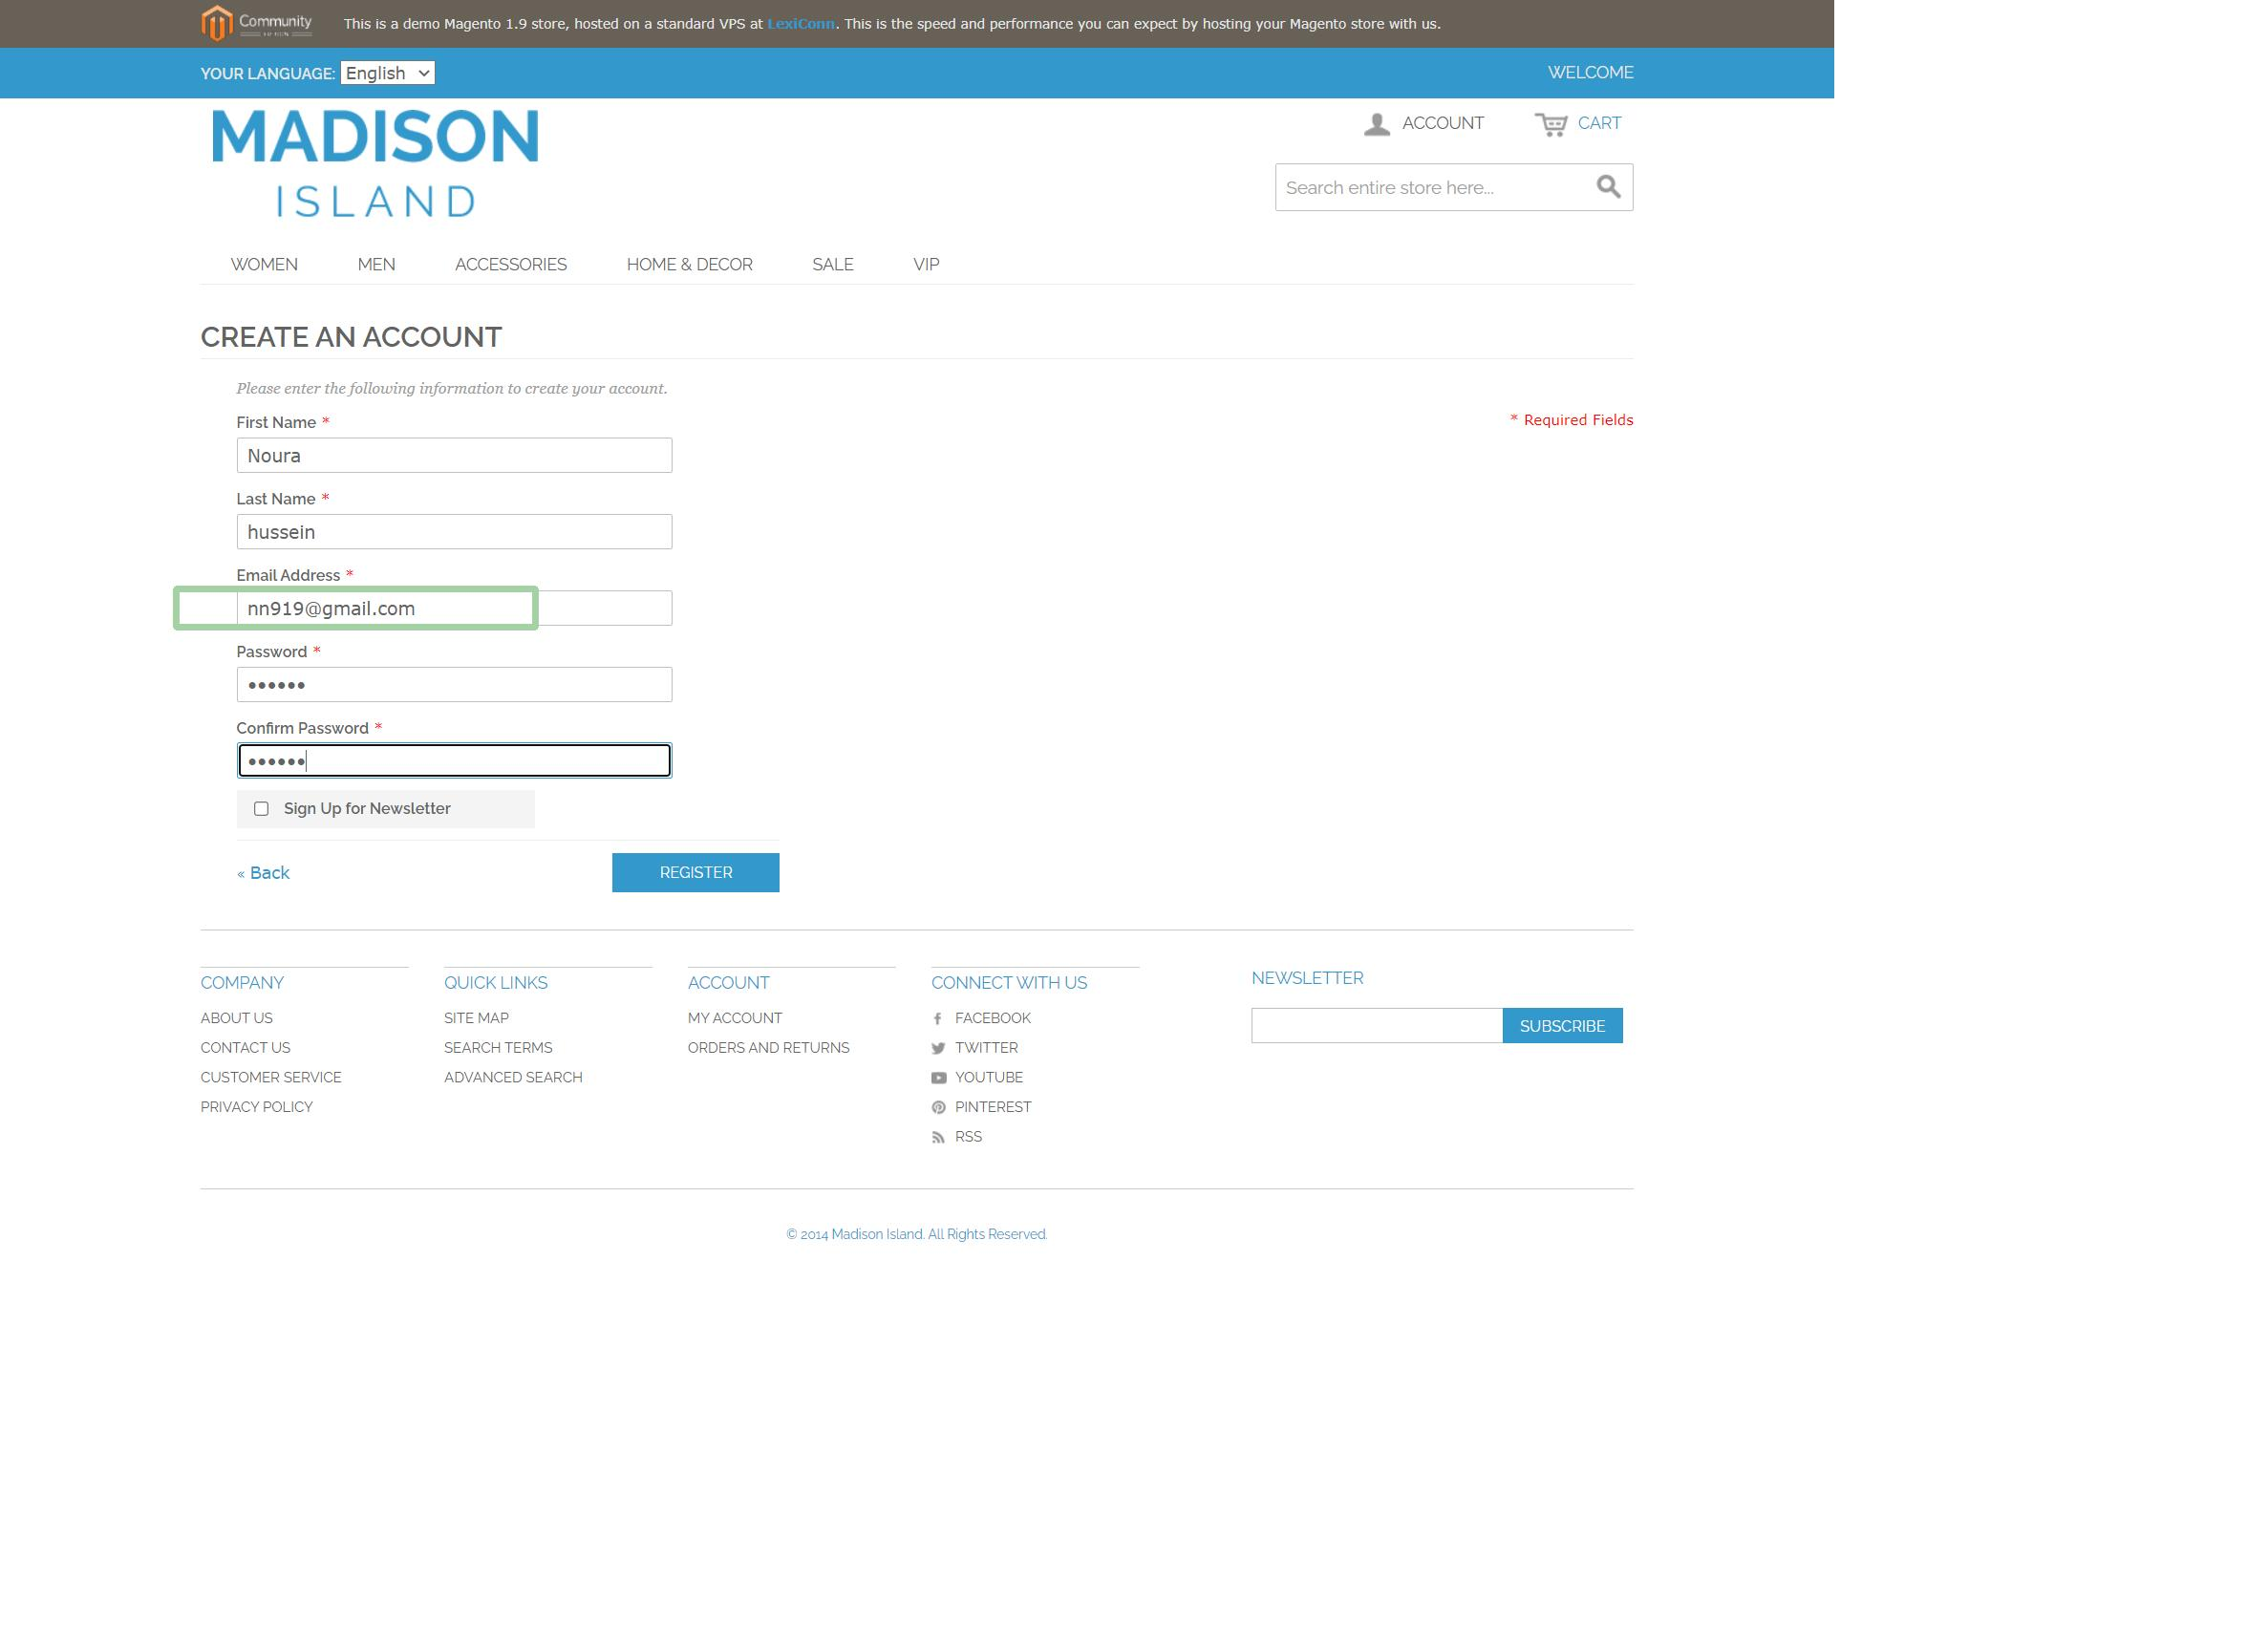 Community
This is a demo Magento 1.9 store, hosted on a standard VPS at LexiConn. This is the speed and performance you can expect by hosting your Magento store with us.
YOUR LANGUAGE: English
WELCOME
MADISON
ISLAND
ACCOUNT
CART
Search entire store here...
WOMEN MEN ACCESSORIES HOME & DECOR SALE VIP
CREATE AN ACCOUNT
Please enter the following information to create your account.
* Required Fields
First Name *
Noura
Last Name *
hussein
Email Address *
nn919@gmail.com
Password *
••••••
Confirm Password *
••••••
Sign Up for Newsletter
« Back
REGISTER
COMPANY
ABOUT US
CONTACT US
CUSTOMER SERVICE
PRIVACY POLICY
QUICK LINKS
SITE MAP
SEARCH TERMS
ADVANCED SEARCH
ACCOUNT
MY ACCOUNT
ORDERS AND RETURNS
CONNECT WITH US
FACEBOOK
TWITTER
YOUTUBE
PINTEREST
RSS
NEWSLETTER
SUBSCRIBE
© 2014 Madison Island. All Rights Reserved.